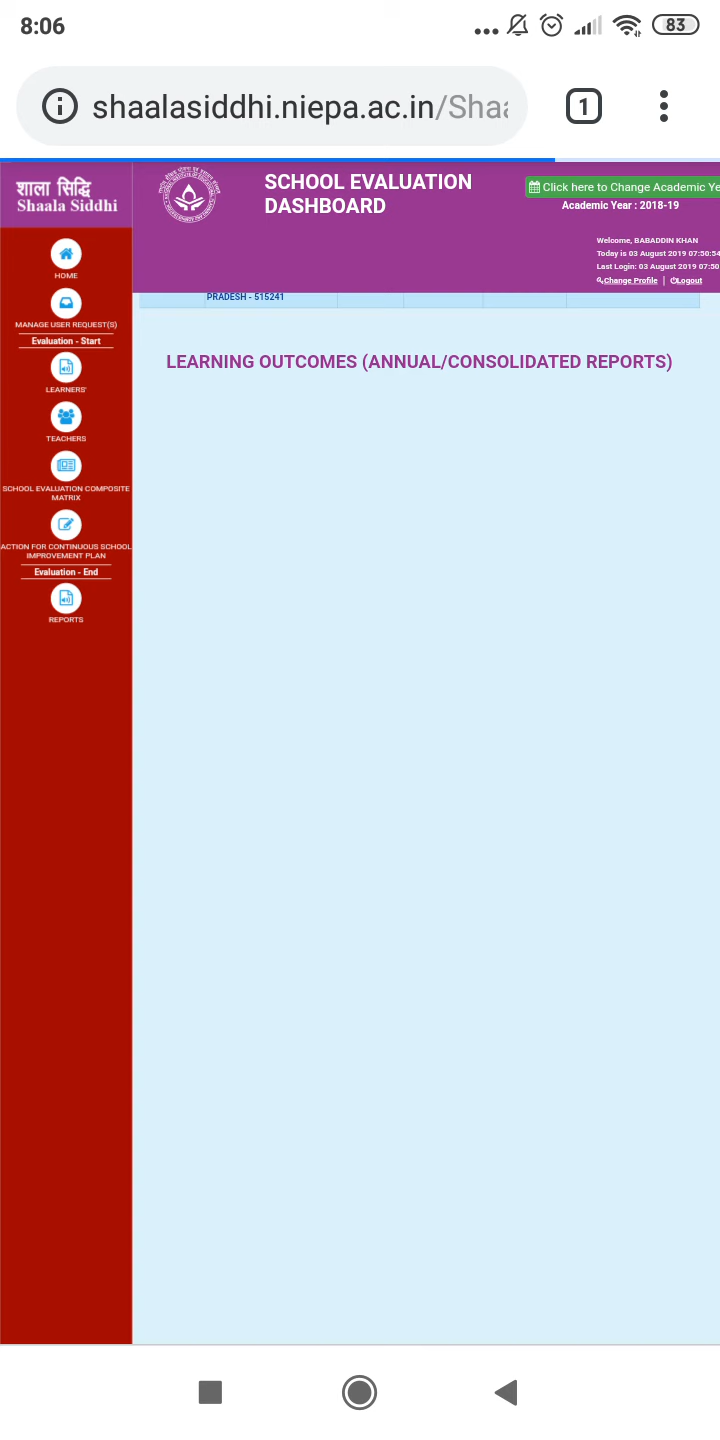 8:06
83
shaalasiddhi.niepa.ac.in/Shaa
1
शाला सिद्धि
Shaala Siddhi
SCHOOL EVALUATION
DASHBOARD
Click here to Change Academic Ye
Academic Year : 2018-19
Welcome, BABADDIN KHAN
Today is 03 August 2019 07:50:54
Last Login: 03 August 2019 07:50
Change Profile | Logout
HOME
MANAGE USER REQUEST(S)
Evaluation - Start
LEARNERS'
TEACHERS
SCHOOL EVALUATION COMPOSITE
MATRIX
ACTION FOR CONTINUOUS SCHOOL
IMPROVEMENT PLAN
Evaluation - End
REPORTS
PRADESH - 515241
LEARNING OUTCOMES (ANNUAL/CONSOLIDATED REPORTS)